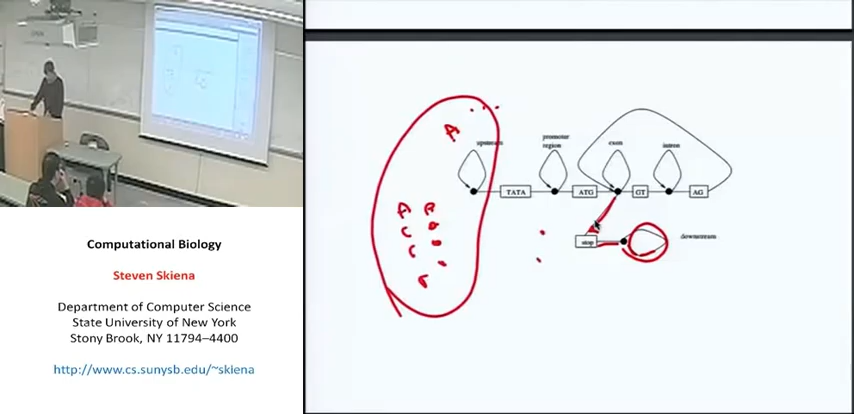 Computational Biology
Steven Skiena
Department of Computer Science
State University of New York
Stony Brook, NY 11794–4400
http://www.cs.sunysb.edu/~skiena
A
upstream
promoter
region
exon
intron
TATA
ATG
GT
AG
A A
C
C
stop
downstream